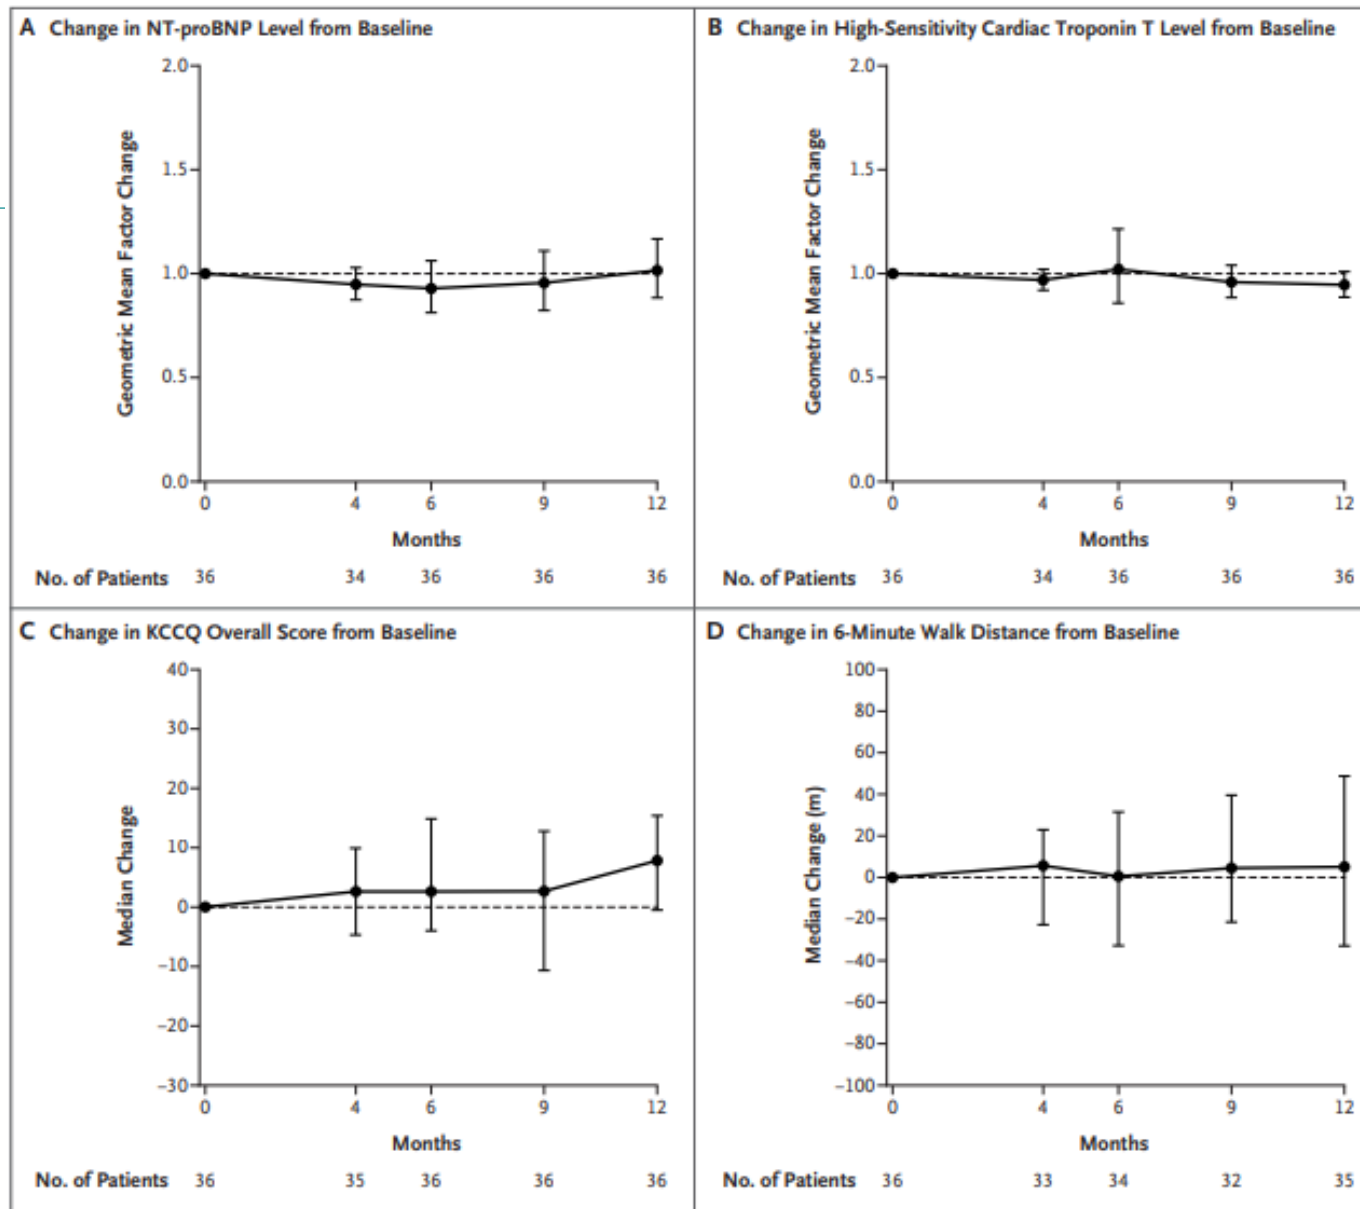 A Change in NT-proBNP Level from Baseline
2.0
1.5
1.0
0.5
0.0
Geometric Mean Factor Change
0 4 6 9 12
Months
No. of Patients 36 34 36 36 36
B Change in High-Sensitivity Cardiac Troponin T Level from Baseline
2.0
1.5
1.0
0.5
0.0
Geometric Mean Factor Change
0 4 6 9 12
Months
No. of Patients 36 34 36 36 36
C Change in KCCQ Overall Score from Baseline
40
30
20
10
0
−10
−20
−30
Median Change
0 4 6 9 12
Months
No. of Patients 36 35 36 36 36
D Change in 6-Minute Walk Distance from Baseline
100
80
60
40
20
0
−20
−40
−60
−80
−100
Median Change (m)
0 4 6 9 12
Months
No. of Patients 36 33 34 32 35